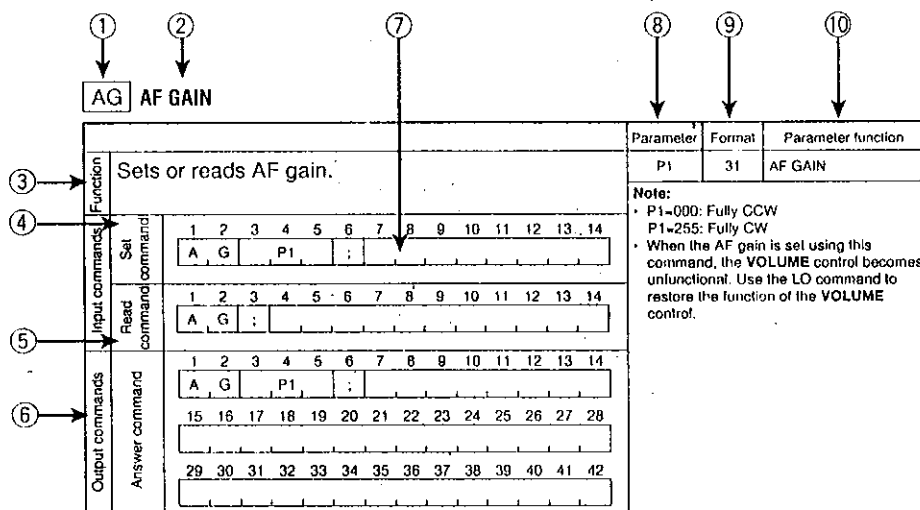 ① ② ⑦ ⑧ ⑨ ⑩
AG AF GAIN
Parameter Format Parameter function
P1 31 AF GAIN
③ Function Sets or reads AF gain.
Note:
· P1=000: Fully CCW
P1=255: Fully CW
· When the AF gain is set using this
command, the VOLUME control becomes
unfunctional. Use the LO command to
restore the function of the VOLUME
control.
④ Input commands
Set command
1 2 3 4 5 6 7 8 9 10 11 12 13 14
A G P1 ;
⑤ Read command
1 2 3 4 5 6 7 8 9 10 11 12 13 14
A G ;
⑥ Output commands
Answer command
1 2 3 4 5 6 7 8 9 10 11 12 13 14
A G P1 ;
15 16 17 18 19 20 21 22 23 24 25 26 27 28
29 30 31 32 33 34 35 36 37 38 39 40 41 42